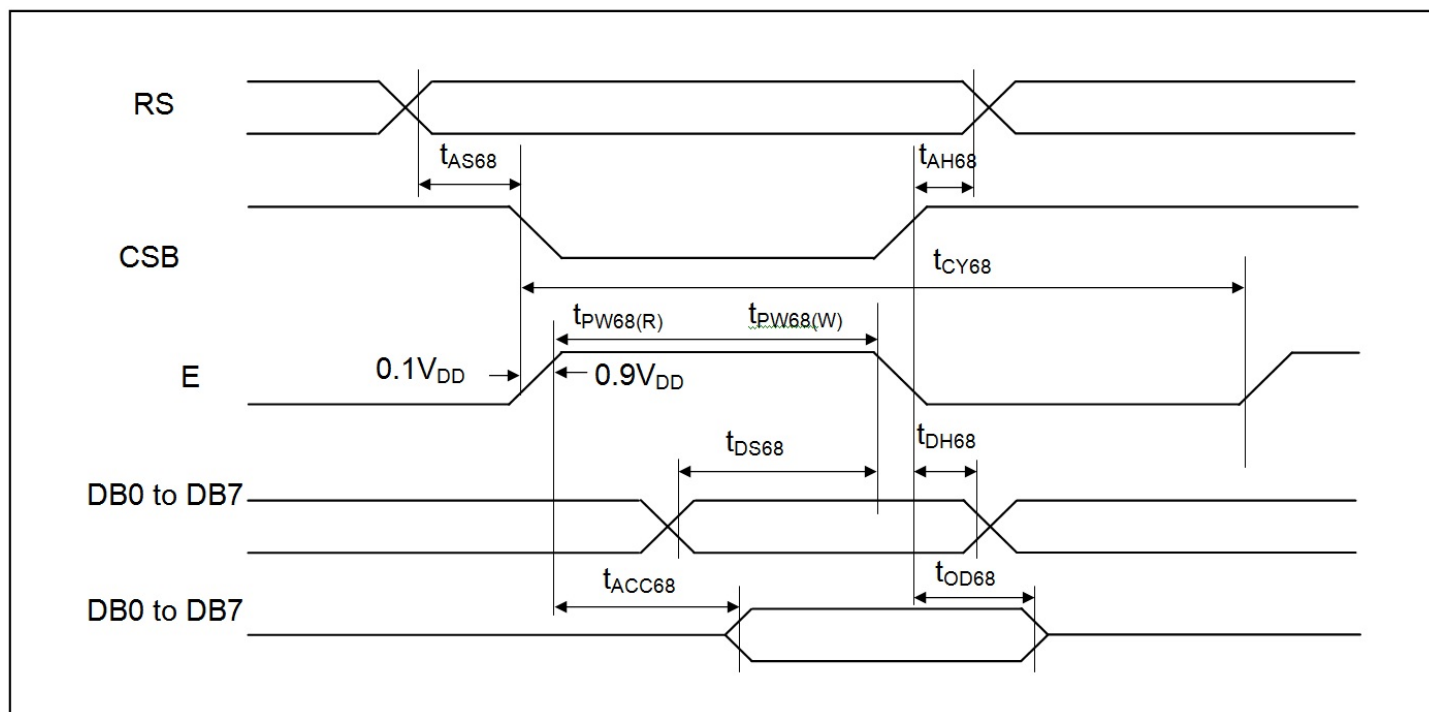 RS
tAS68
tAH68
CSB
tCY68
tPW68(R)
tPW68(W)
E
0.1VDD
0.9VDD
tDS68
tDH68
DB0 to DB7
tACC68
tOD68
DB0 to DB7